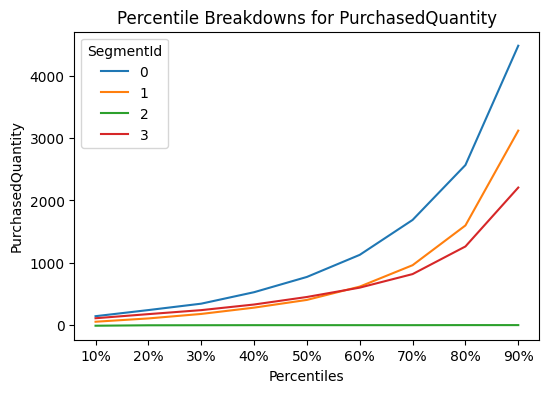 Percentile Breakdowns for PurchasedQuantity
SegmentId
0
1
2
3
PurchasedQuantity
4000
3000
2000
1000
0
10% 20% 30% 40% 50% 60% 70% 80% 90%
Percentiles